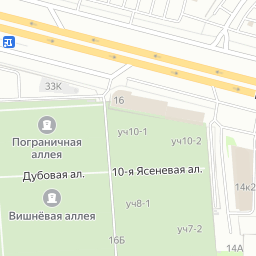 33К
16
Пограничная
аллея
уч10-1
уч10-2
Дубовая ал.
10-я Ясеневая ал.
14к2
Вишнёвая аллея
уч8-1
уч7-2
16Б
14А